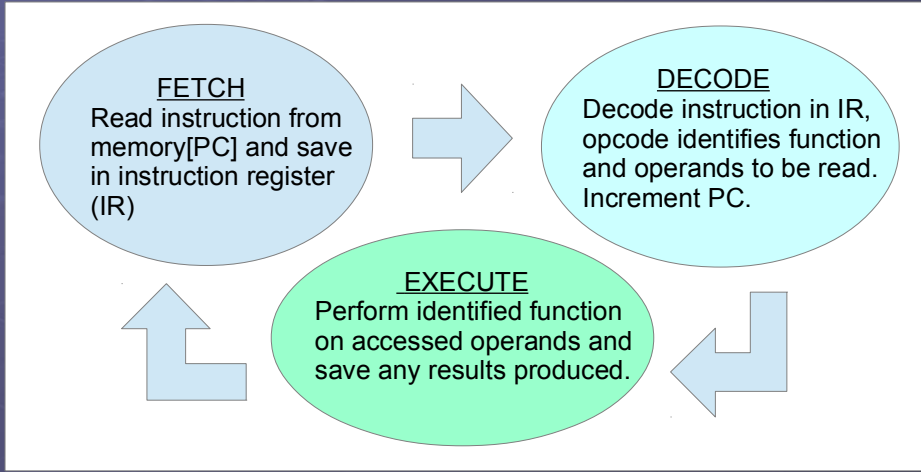 FETCH
Read instruction from
memory[PC] and save
in instruction register
(IR)
DECODE
Decode instruction in IR,
opcode identifies function
and operands to be read.
Increment PC.
EXECUTE
Perform identified function
on accessed operands and
save any results produced.